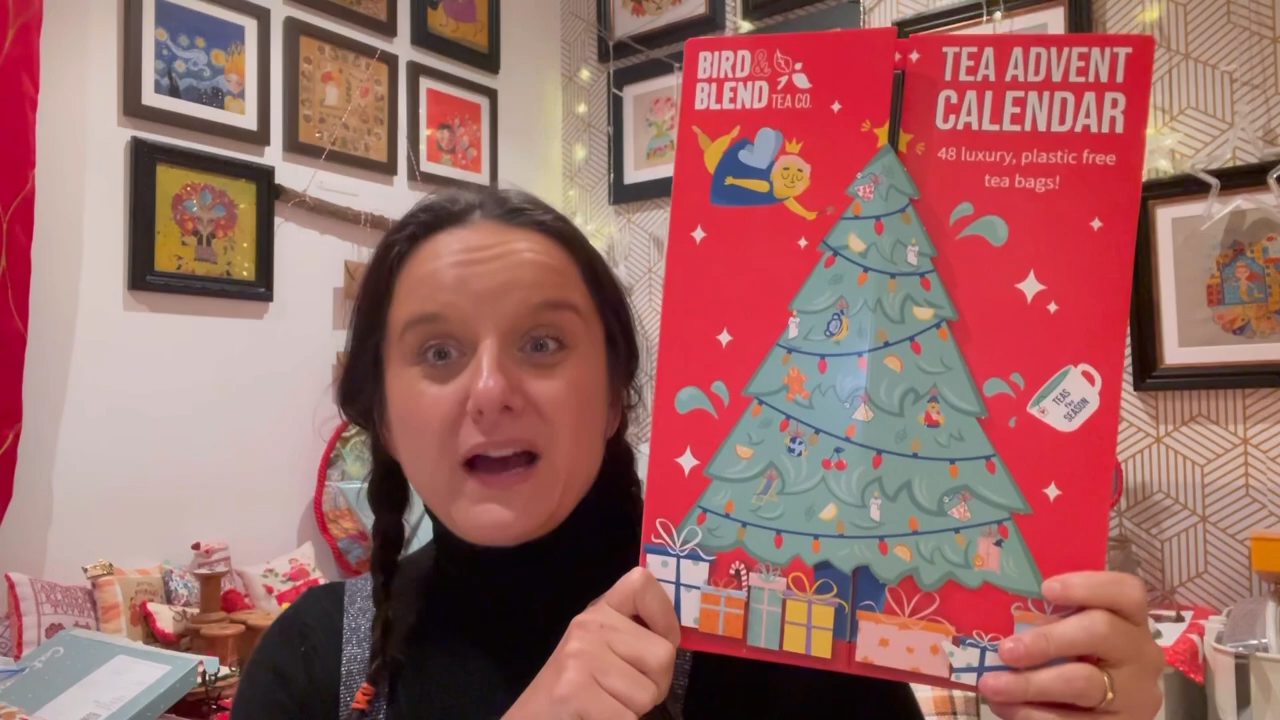 BIRD &
BLEND TEA CO.
TEA ADVENT
CALENDAR
48 luxury, plastic free
tea bags!
TEAS
the
SEASON